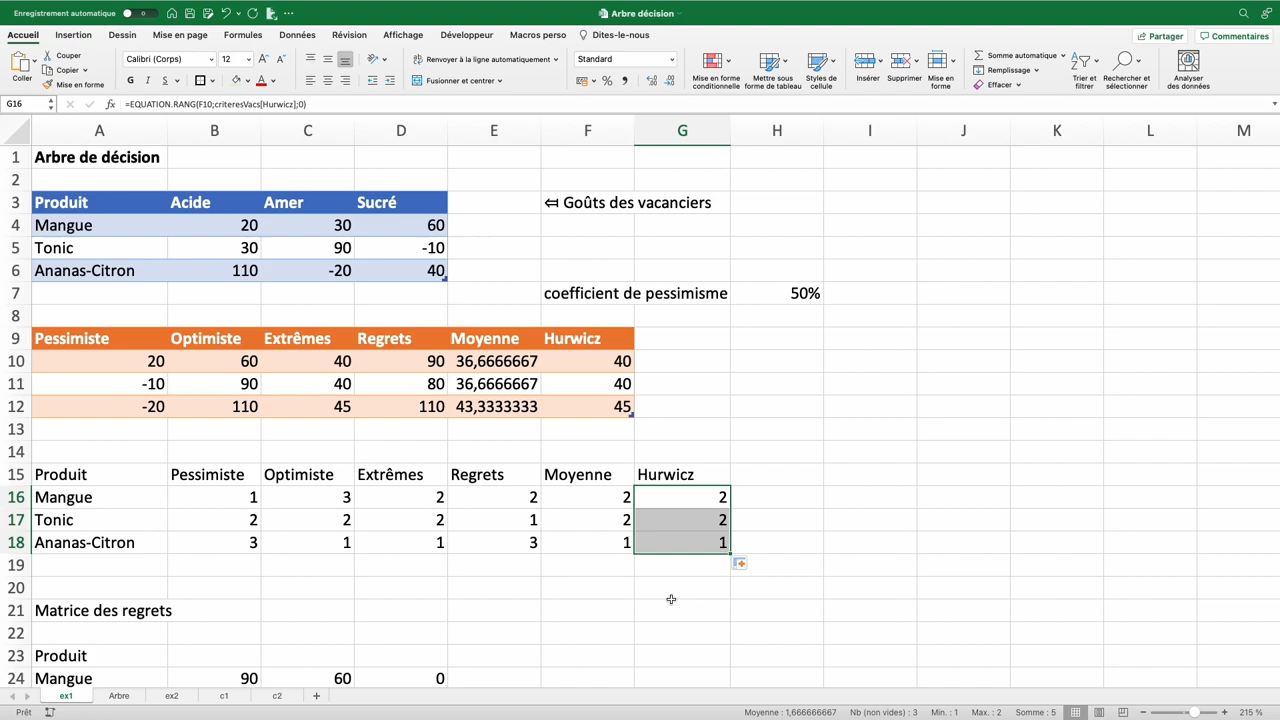 Enregistrement automatique
Arbre décision
Accueil Insertion Dessin Mise en page Formules Données Révision Affichage Développeur Macros perso Dites-le-nous
Partager Commentaires
Coller
Couper
Copier
Mise en forme
Calibri (Corps) 12
G I S
Renvoyer à la ligne automatiquement
Fusionner et centrer
Standard
Mise en forme conditionnelle
Mettre sous forme de tableau
Styles de cellule
Insérer
Supprimer
Mise en forme
Somme automatique
Remplissage
Effacer
Trier et filtrer
Rechercher et sélectionner
Analyser des données
G16 fx =EQUATION.RANG(F10;criteresVacs[Hurwicz];0)
A B C D E F G H I J K L M
1 Arbre de décision
2
3 Produit Acide Amer Sucré ⤆ Goûts des vacanciers
4 Mangue 20 30 60
5 Tonic 30 90 -10
6 Ananas-Citron 110 -20 40
7 coefficient de pessimisme 50%
8
9 Pessimiste Optimiste Extrêmes Regrets Moyenne Hurwicz
10 20 60 40 90 36,6666667 40
11 -10 90 40 80 36,6666667 40
12 -20 110 45 110 43,3333333 45
13
14
15 Produit Pessimiste Optimiste Extrêmes Regrets Moyenne Hurwicz
16 Mangue 1 3 2 2 2 2
17 Tonic 2 2 2 1 2 2
18 Ananas-Citron 3 1 1 3 1 1
19
20
21 Matrice des regrets
22
23 Produit
24 Mangue 90 60 0
ex1 Arbre ex2 c1 c2 +
Prêt Moyenne : 1,666666667 Nb (non vides) : 3 Min. : 1 Max. : 2 Somme : 5 215 %